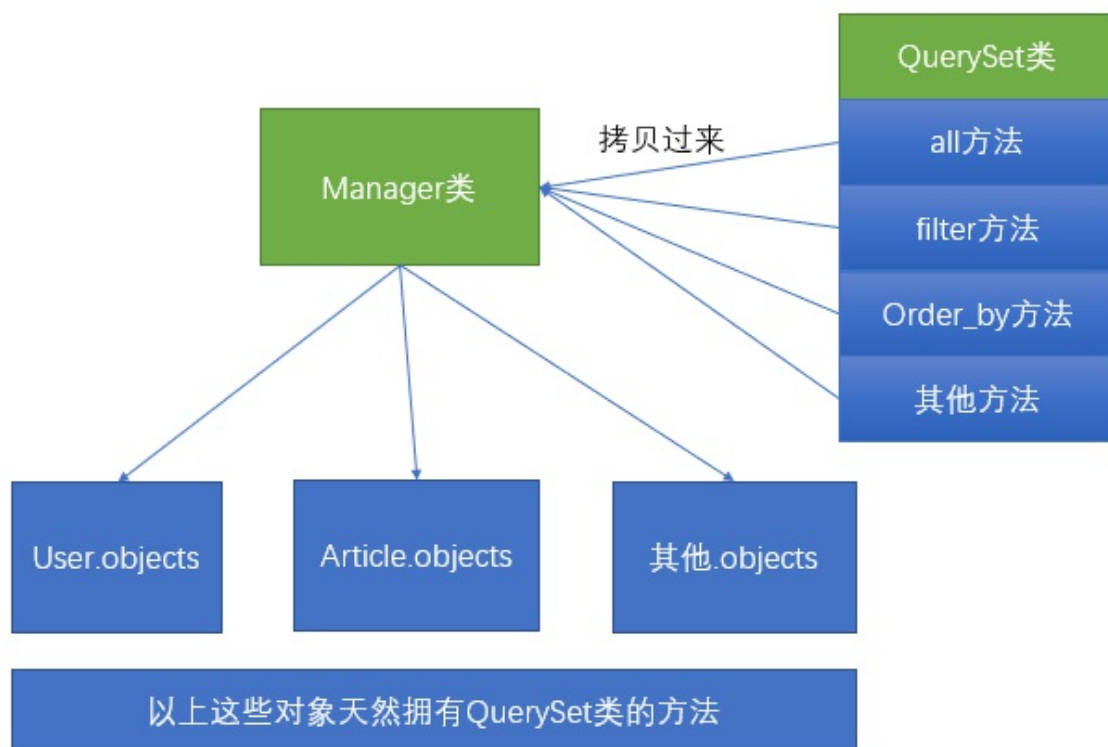 QuerySet类
拷贝过来
all方法
Manager类
filter方法
Order_by方法
其他方法
User.objects
Article.objects
其他.objects
以上这些对象天然拥有QuerySet类的方法